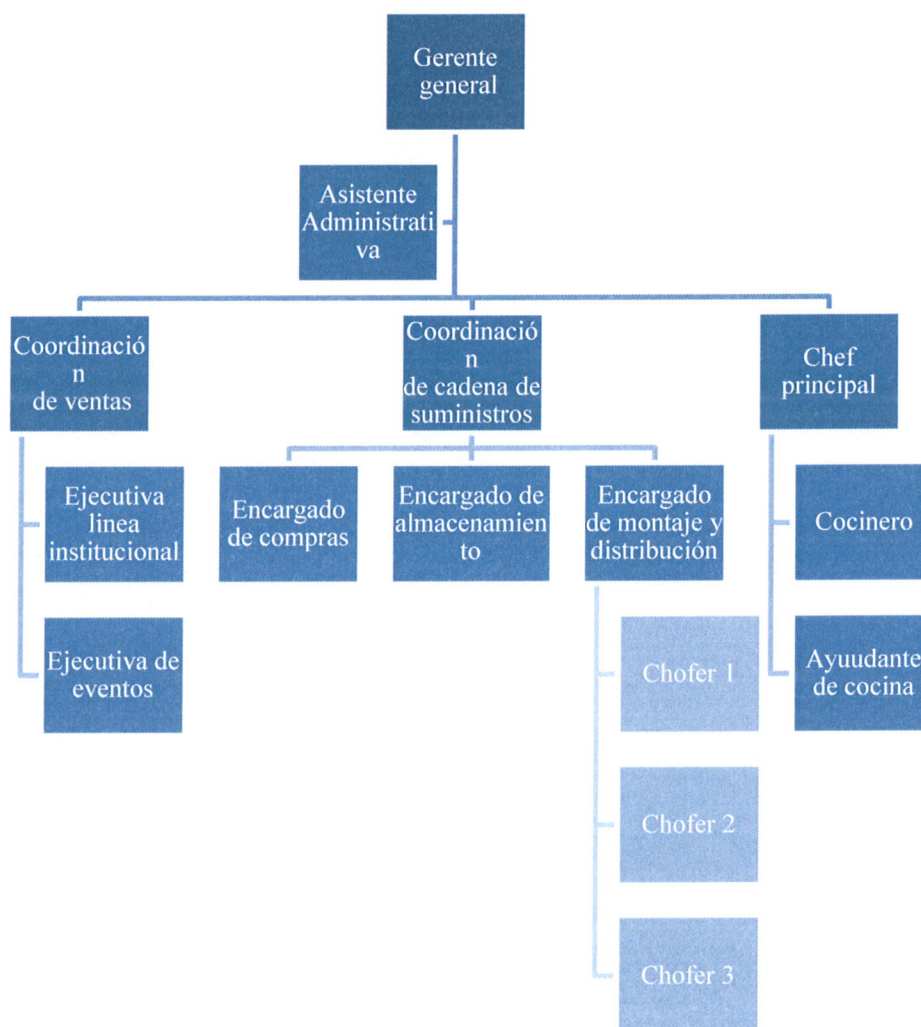 Gerente
general
Asistente
Administrati
va
Coordinació
n
de ventas
Coordinació
n
de cadena de
suministros
Chef
principal
Ejecutiva
linea
institucional
Encargado
de compras
Encargado de
almacenamie
nto
Encargado
de montaje y
distribución
Cocinero
Ejecutiva de
eventos
Chofer 1
Ayuudante
de cocina
Chofer 2
Chofer 3